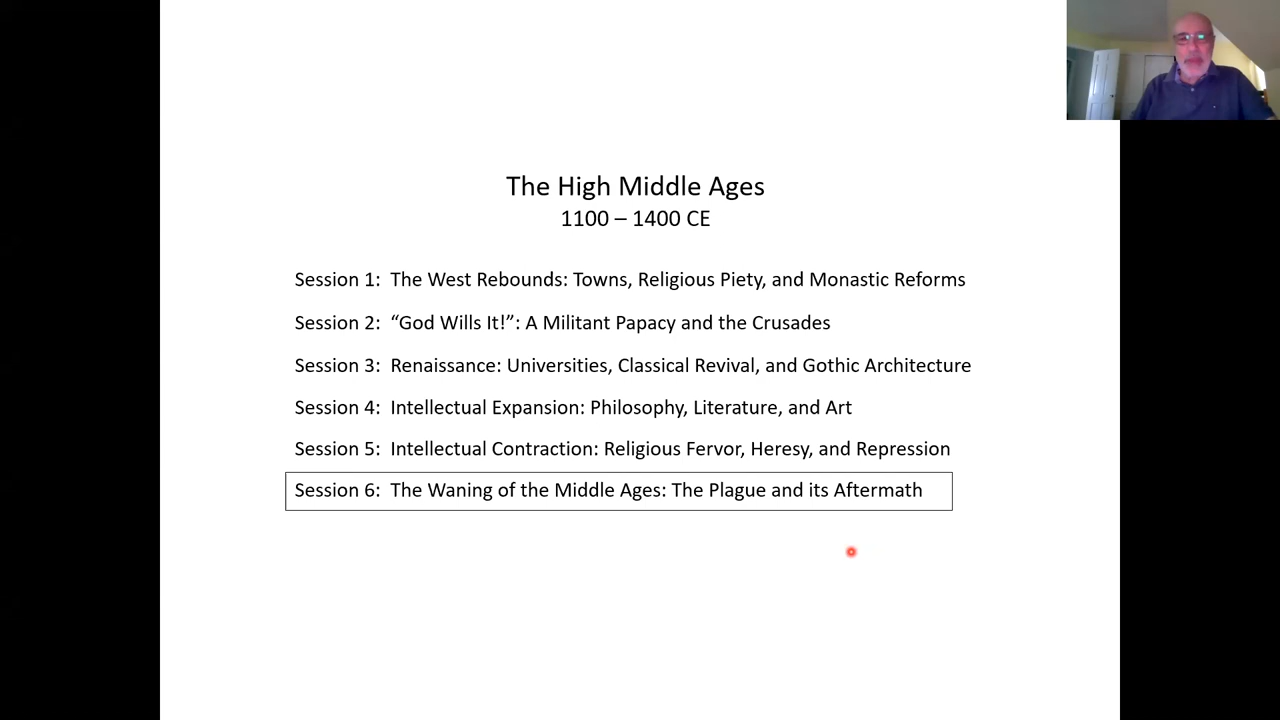 The High Middle Ages
1100 – 1400 CE
Session 1: The West Rebounds: Towns, Religious Piety, and Monastic Reforms
Session 2: “God Wills It!”: A Militant Papacy and the Crusades
Session 3: Renaissance: Universities, Classical Revival, and Gothic Architecture
Session 4: Intellectual Expansion: Philosophy, Literature, and Art
Session 5: Intellectual Contraction: Religious Fervor, Heresy, and Repression
Session 6: The Waning of the Middle Ages: The Plague and its Aftermath